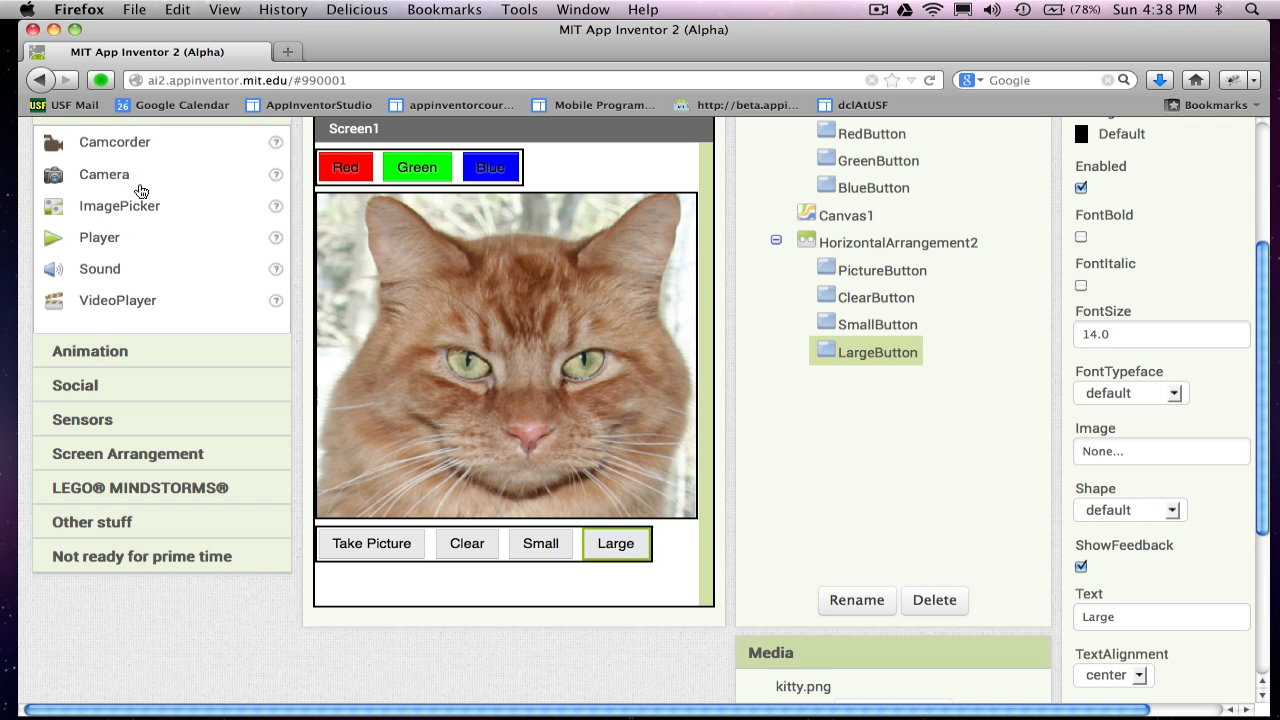 Firefox File Edit View History Delicious Bookmarks Tools Window Help (78%) Sun 4:38 PM
MIT App Inventor 2 (Alpha)
MIT App Inventor 2 (Alpha) +
ai2.appinventor.mit.edu/#990001 Google
USF Mail 26 Google Calendar AppInventorStudio appinventorcour... Mobile Program... http://beta.appi... dclAtUSF Bookmarks
Camcorder ?
Camera ?
ImagePicker ?
Player ?
Sound ?
VideoPlayer ?
Animation
Social
Sensors
Screen Arrangement
LEGO® MINDSTORMS®
Other stuff
Not ready for prime time
Screen1
Red Green Blue
Take Picture Clear Small Large
RedButton
GreenButton
BlueButton
Canvas1
HorizontalArrangement2
PictureButton
ClearButton
SmallButton
LargeButton
Rename Delete
Media
kitty.png
Default
Enabled
FontBold
FontItalic
FontSize
14.0
FontTypeface
default
Image
None...
Shape
default
ShowFeedback
Text
Large
TextAlignment
center